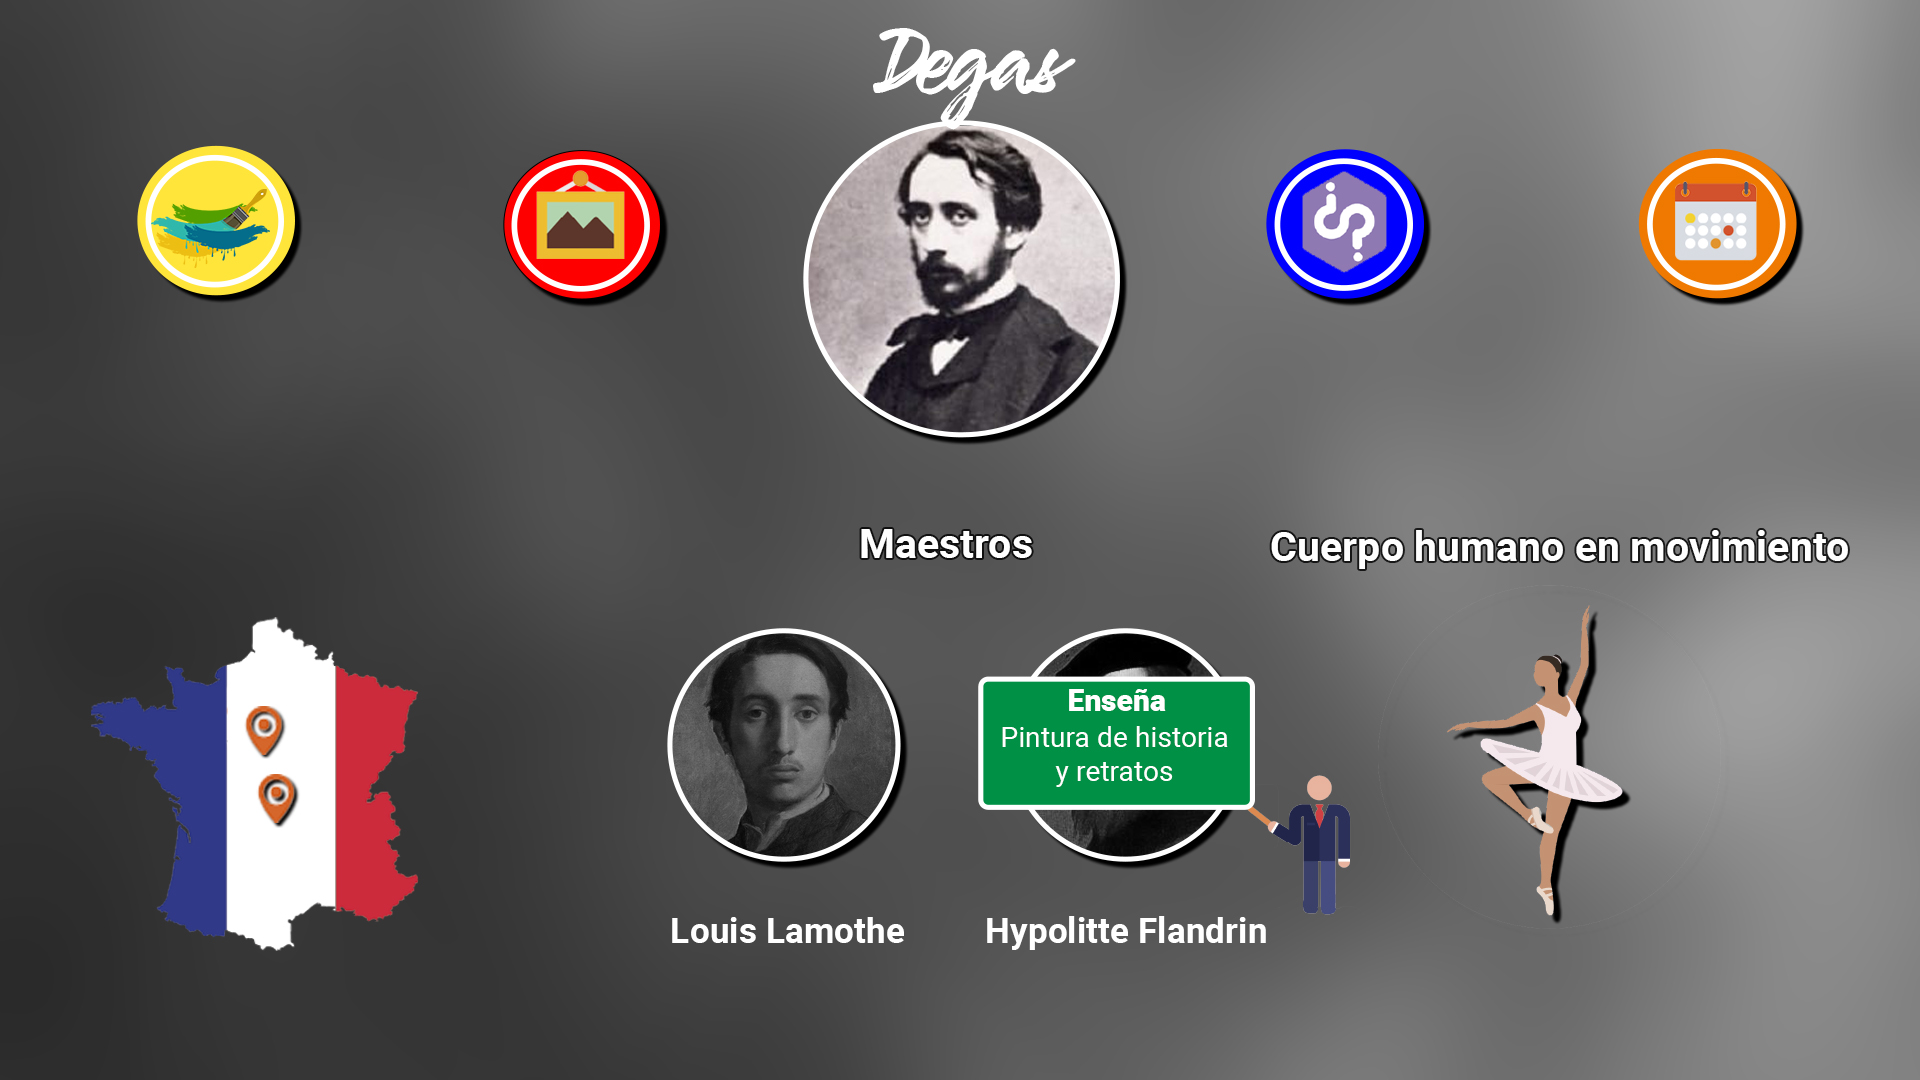 Degas
Maestros
Cuerpo humano en movimiento
Enseña
Pintura de historia
y retratos
Louis Lamothe
Hypolitte Flandrin